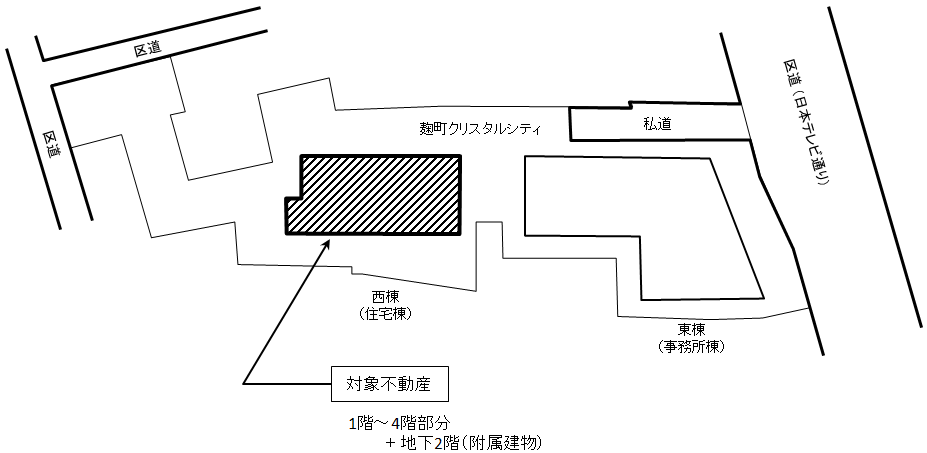 区道
区道
区道(日本テレビ通り)
麹町クリスタルシティ
私道
西棟
(住宅棟)
東棟
(事務所棟)
対象不動産
1階～4階部分
+ 地下2階(附属建物)